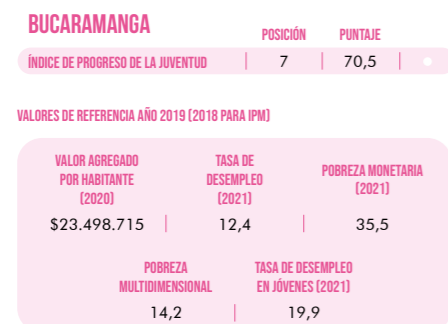 BUCARAMANGA
POSICIÓN PUNTAJE
ÍNDICE DE PROGRESO DE LA JUVENTUD 7 70,5
VALORES DE REFERENCIA AÑO 2019 (2018 PARA IPM)
VALOR AGREGADO
POR HABITANTE
(2020)
$23.498.715
TASA DE
DESEMPLEO
(2021)
12,4
POBREZA MONETARIA
(2021)
35,5
POBREZA
MULTIDIMENSIONAL
14,2
TASA DE DESEMPLEO
EN JÓVENES (2021)
19,9